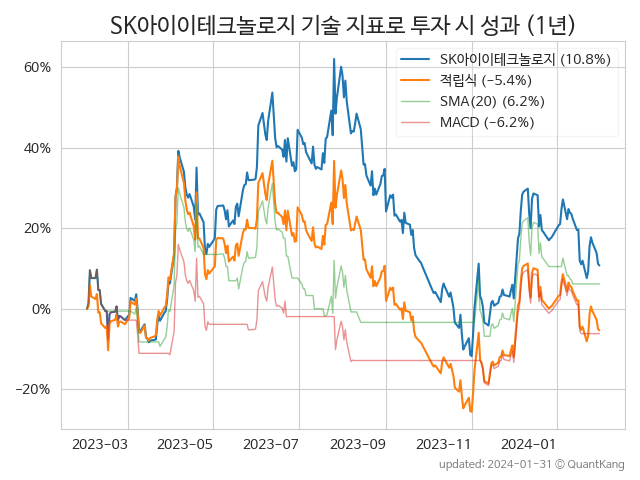 SK아이이테크놀로지 기술 지표로 투자 시 성과 (1년)
SK아이이테크놀로지 (10.8%)
적립식 (−5.4%)
SMA(20) (6.2%)
MACD (−6.2%)
60%
40%
20%
0%
−20%
2023-03 2023-05 2023-07 2023-09 2023-11 2024-01
updated: 2024-01-31 © QuantKang